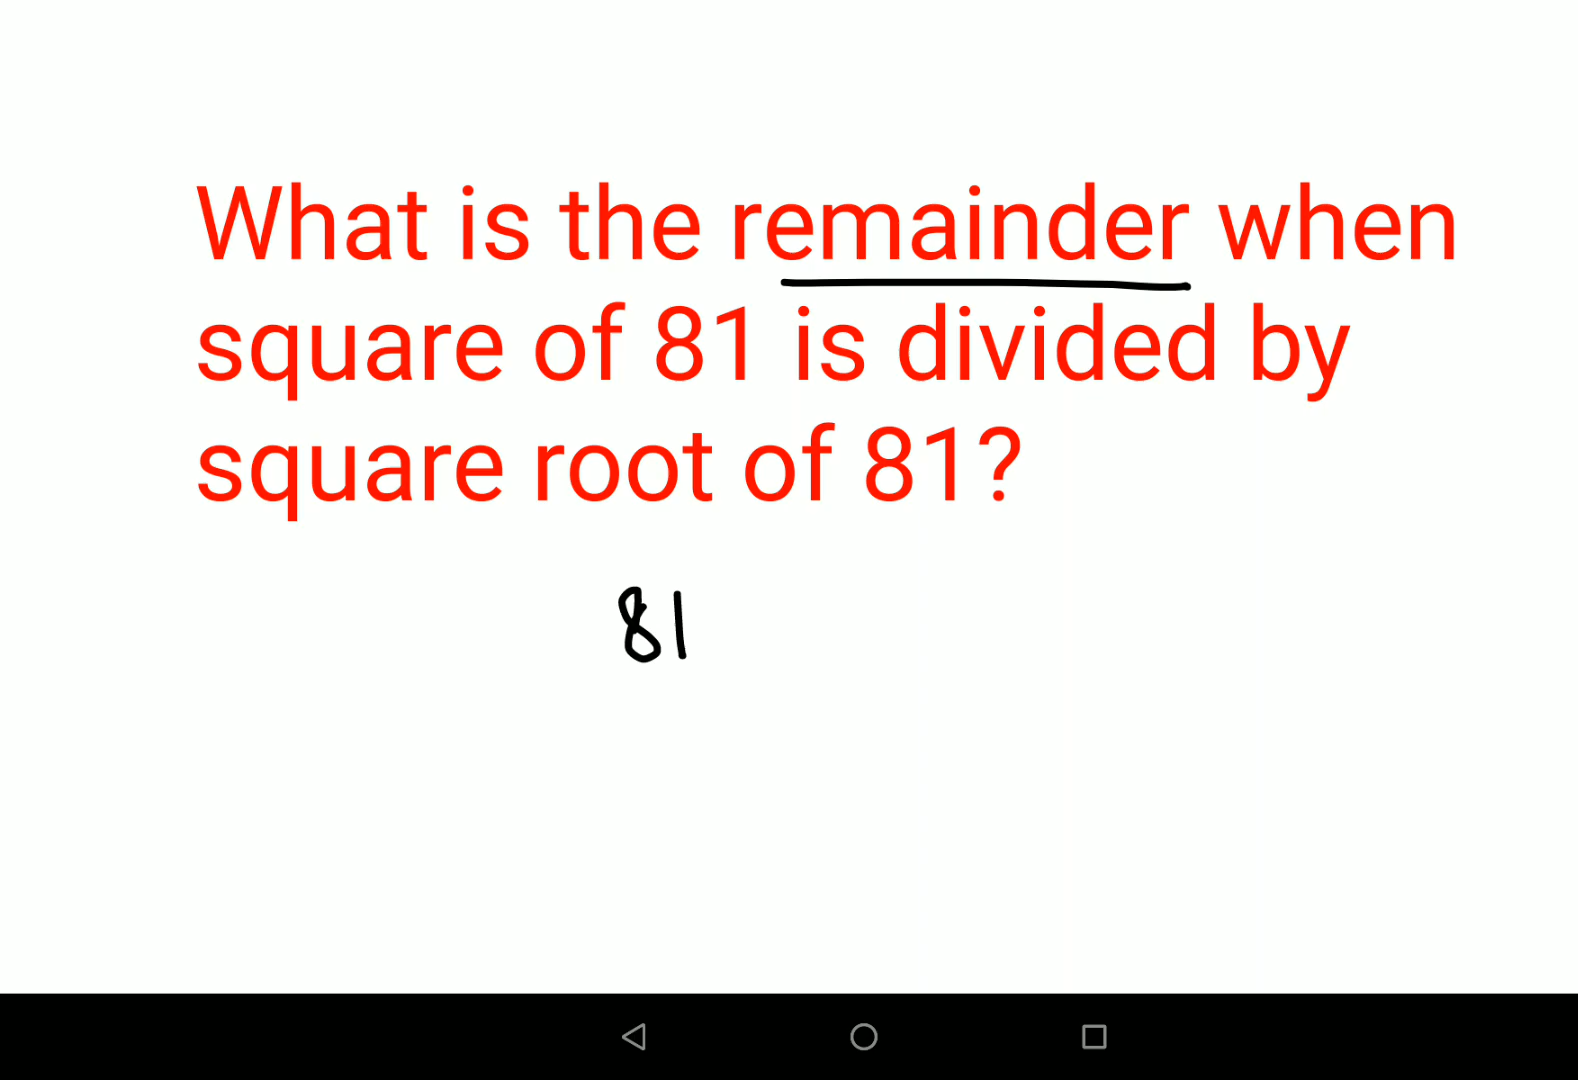 What is the remainder when
square of 81 is divided by
square root of 81?
81